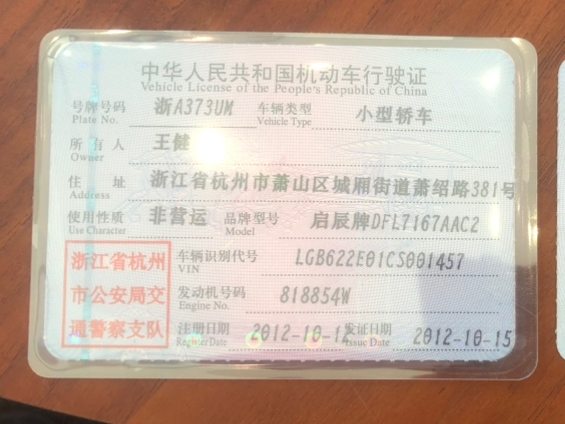 中华人民共和国机动车行驶证
Vehicle License of the People's Republic of China
号牌号码 浙A373UM 车辆类型 小型轿车
Plate No. Vehicle Type
所有人 王健
Owner
住址 浙江省杭州市萧山区城厢街道萧绍路381号
Address
使用性质 非营运 品牌型号 启辰牌DFL7167AAC2
Use Character Model
浙江省杭州
市公安局交
通警察支队
车辆识别代号 LGB622E01CS001457
VIN
发动机号码 818854W
Engine No.
注册日期 2012-10-12 发证日期 2012-10-15
Register Date Issue Date